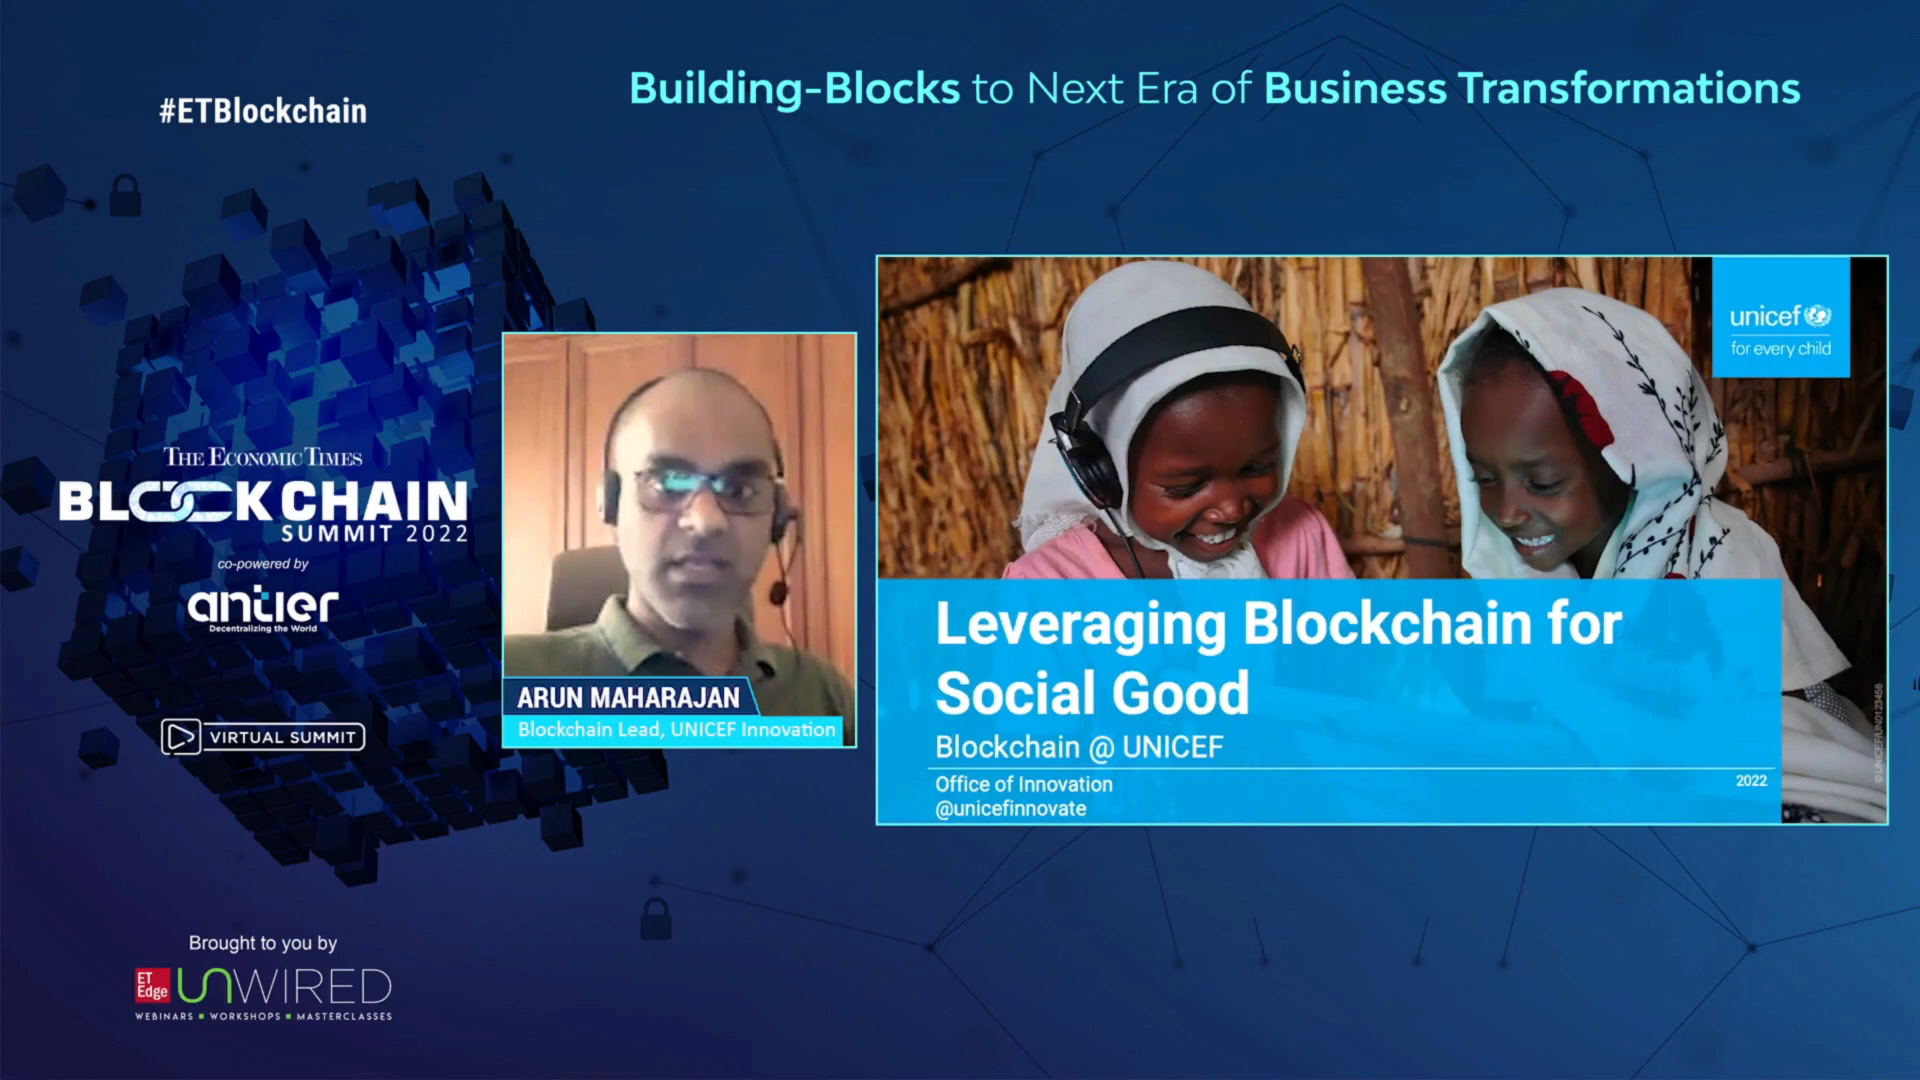 #ETBlockchain
Building-Blocks to Next Era of Business Transformations
THE ECONOMIC TIMES
BLOCKCHAIN
SUMMIT 2022
co-powered by
antier
Decentralizing the World
VIRTUAL SUMMIT
Brought to you by
ET
Edge
UNWIRED
WEBINARS ▪ WORKSHOPS ▪ MASTERCLASSES
ARUN MAHARAJAN
Blockchain Lead, UNICEF Innovation
unicef
for every child
Leveraging Blockchain for
Social Good
Blockchain @ UNICEF
Office of Innovation
2022
@unicefinnovate
© UNICEF/UN0123456